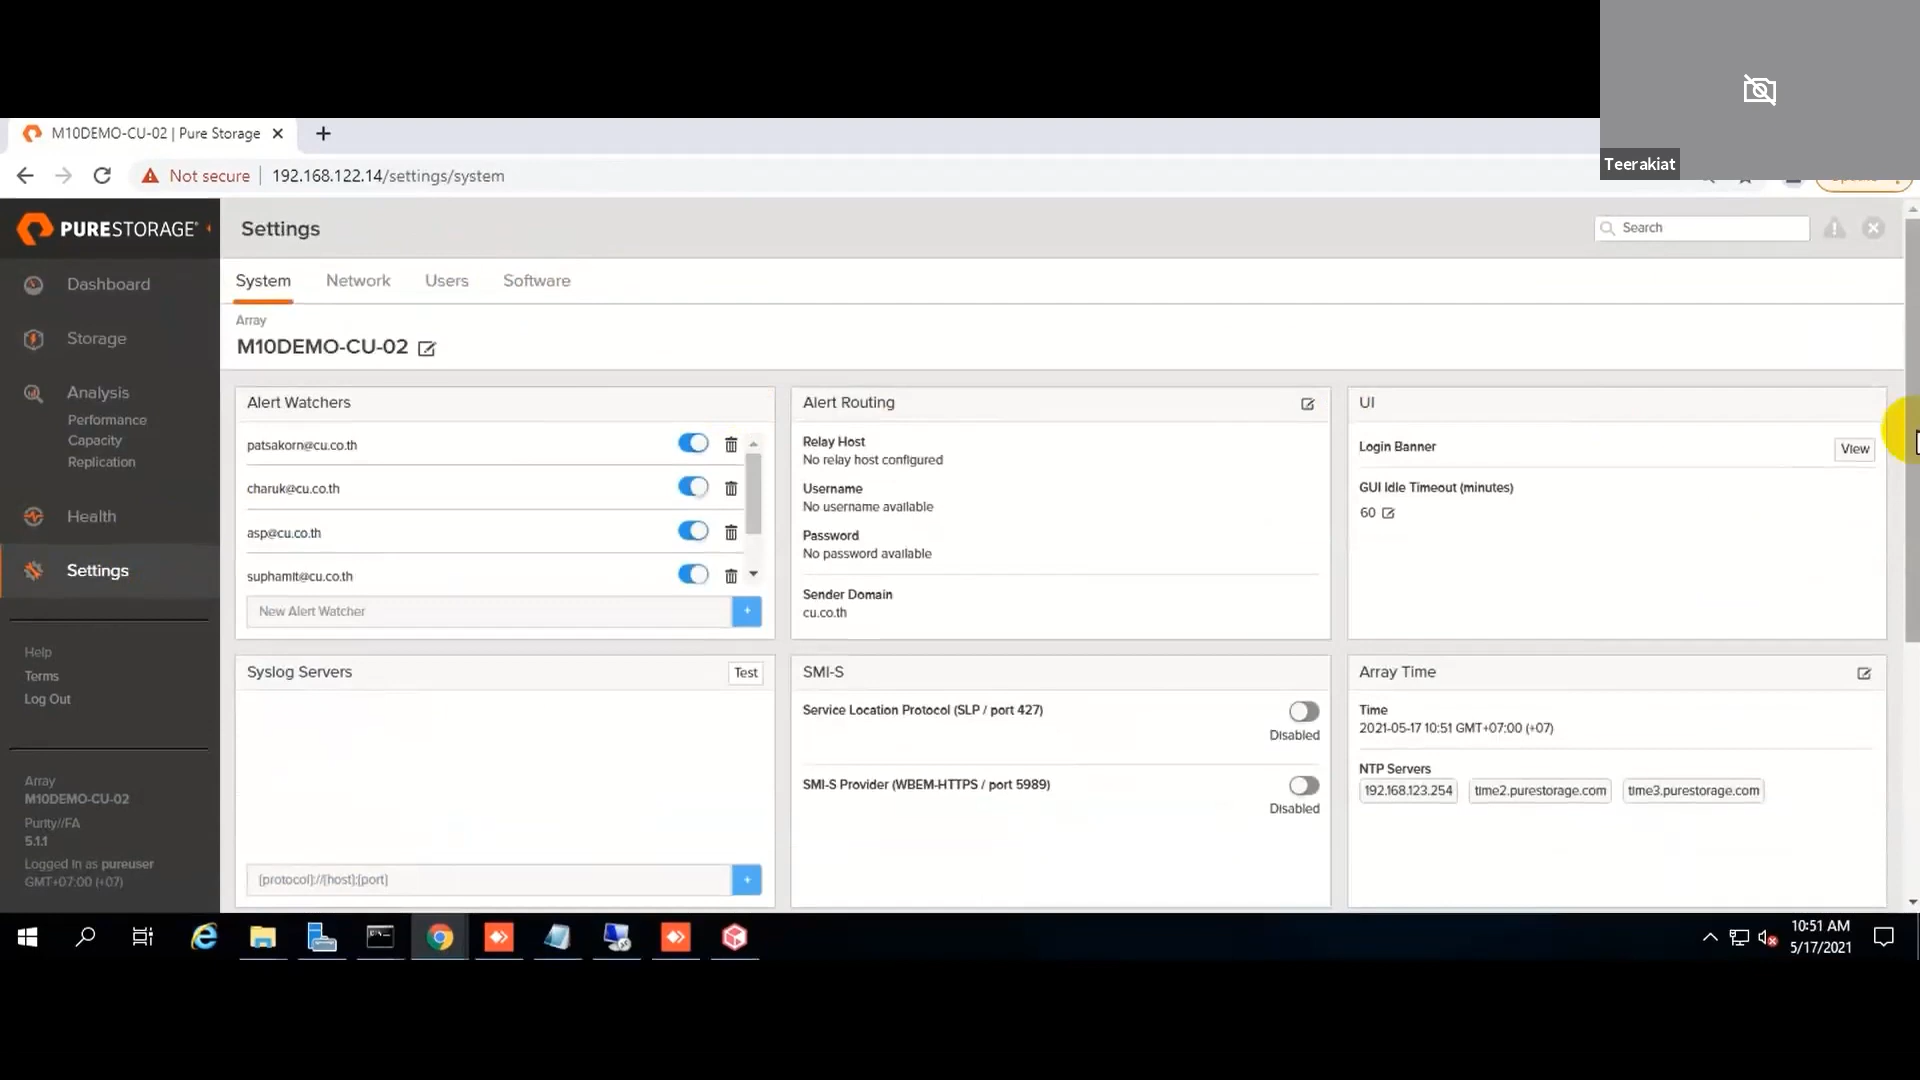 Teerakiat
M10DEMO-CU-02 | Pure Storage
Not secure
192.168.122.14/settings/system
PURESTORAGE
Settings
Search
Dashboard
Storage
Analysis
Performance
Capacity
Replication
Health
Settings
Help
Terms
Log Out
Array
M10DEMO-CU-02
Purity//FA
5.1.1
Logged in as pureuser
GMT+07:00 (+07)
System Network Users Software
Array
M10DEMO-CU-02
Alert Watchers
patsakorn@cu.co.th
charuk@cu.co.th
asp@cu.co.th
suphamit@cu.co.th
New Alert Watcher
+
Alert Routing
Relay Host
No relay host configured
Username
No username available
Password
No password available
Sender Domain
cu.co.th
UI
Login Banner
View
GUI Idle Timeout (minutes)
60
Syslog Servers
Test
[protocol]://[host]:[port]
+
SMI-S
Service Location Protocol (SLP / port 427)
Disabled
SMI-S Provider (WBEM-HTTPS / port 5989)
Disabled
Array Time
Time
2021-05-17 10:51 GMT+07:00 (+07)
NTP Servers
192.168.123.254 time2.purestorage.com time3.purestorage.com
10:51 AM
5/17/2021